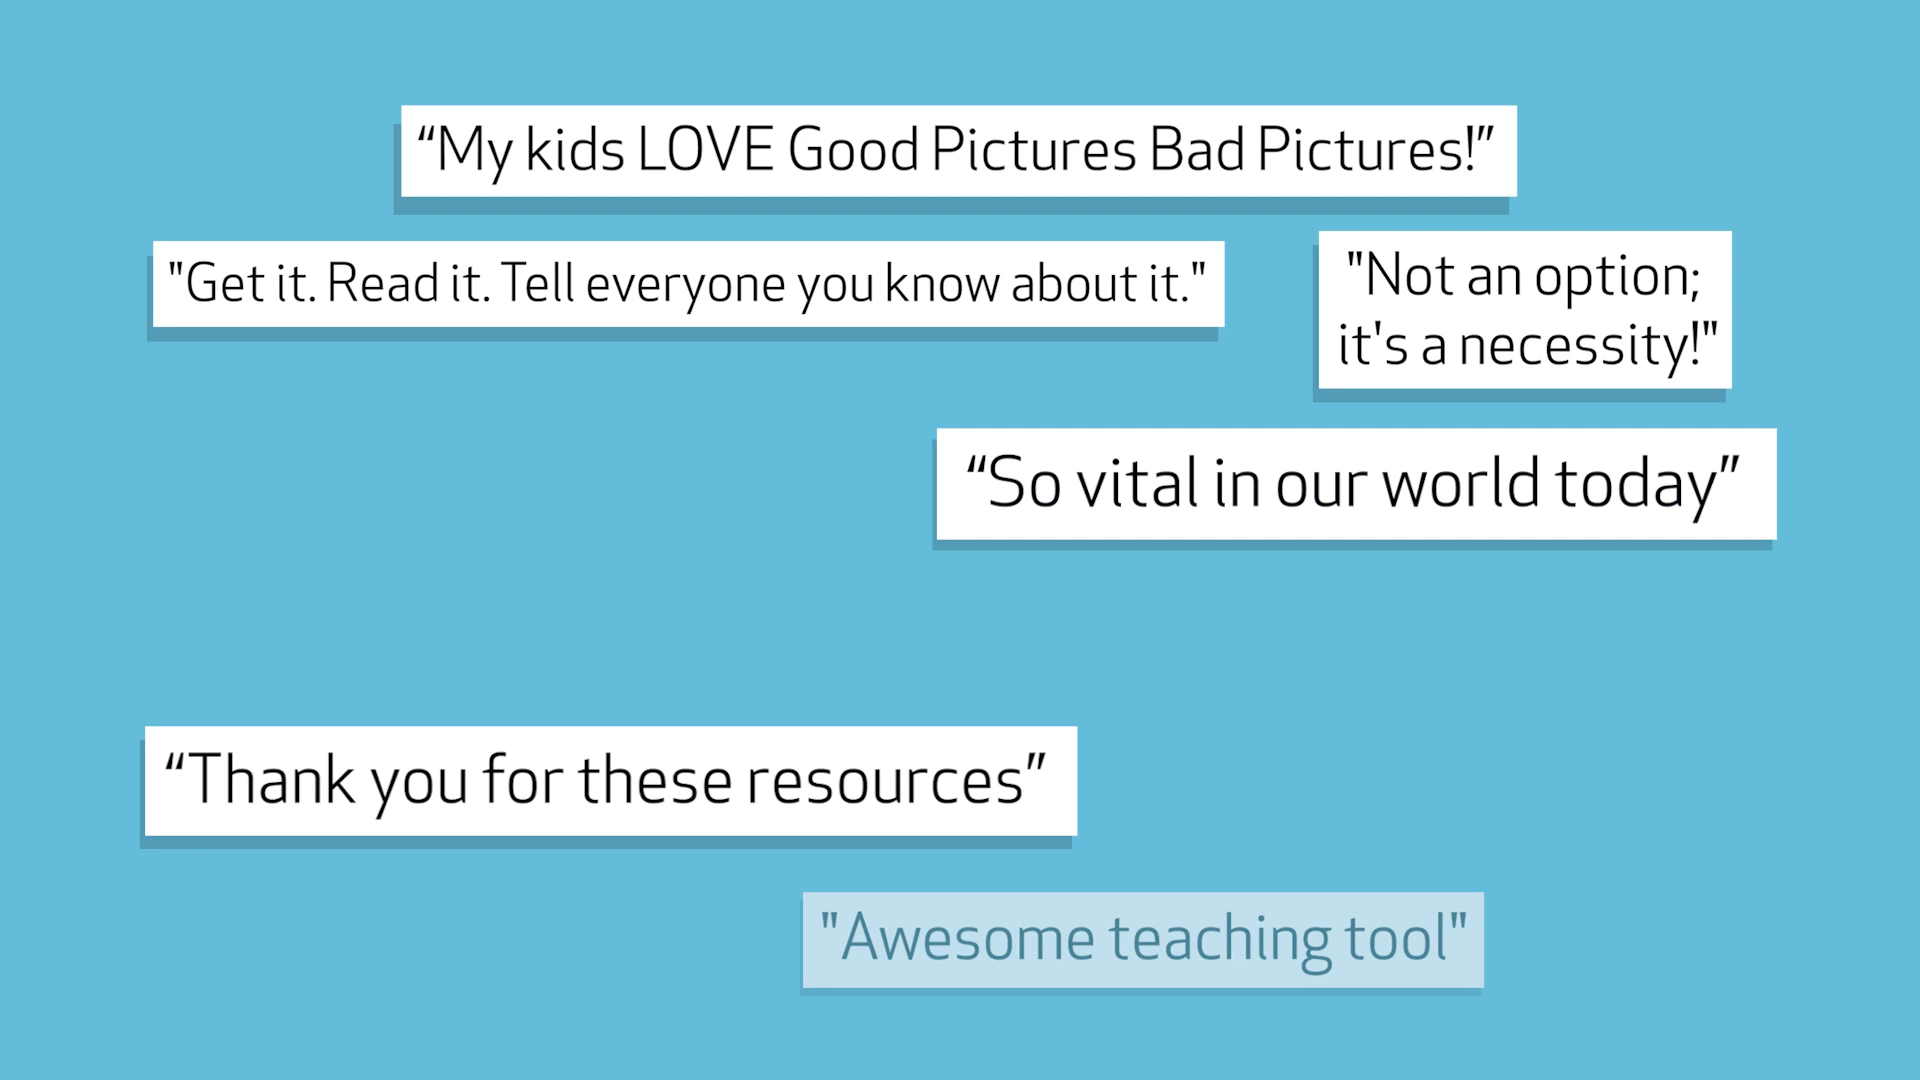 “My kids LOVE Good Pictures Bad Pictures!”
"Get it. Read it. Tell everyone you know about it."
"Not an option;
it's a necessity!"
“So vital in our world today”
“Thank you for these resources”
"Awesome teaching tool"